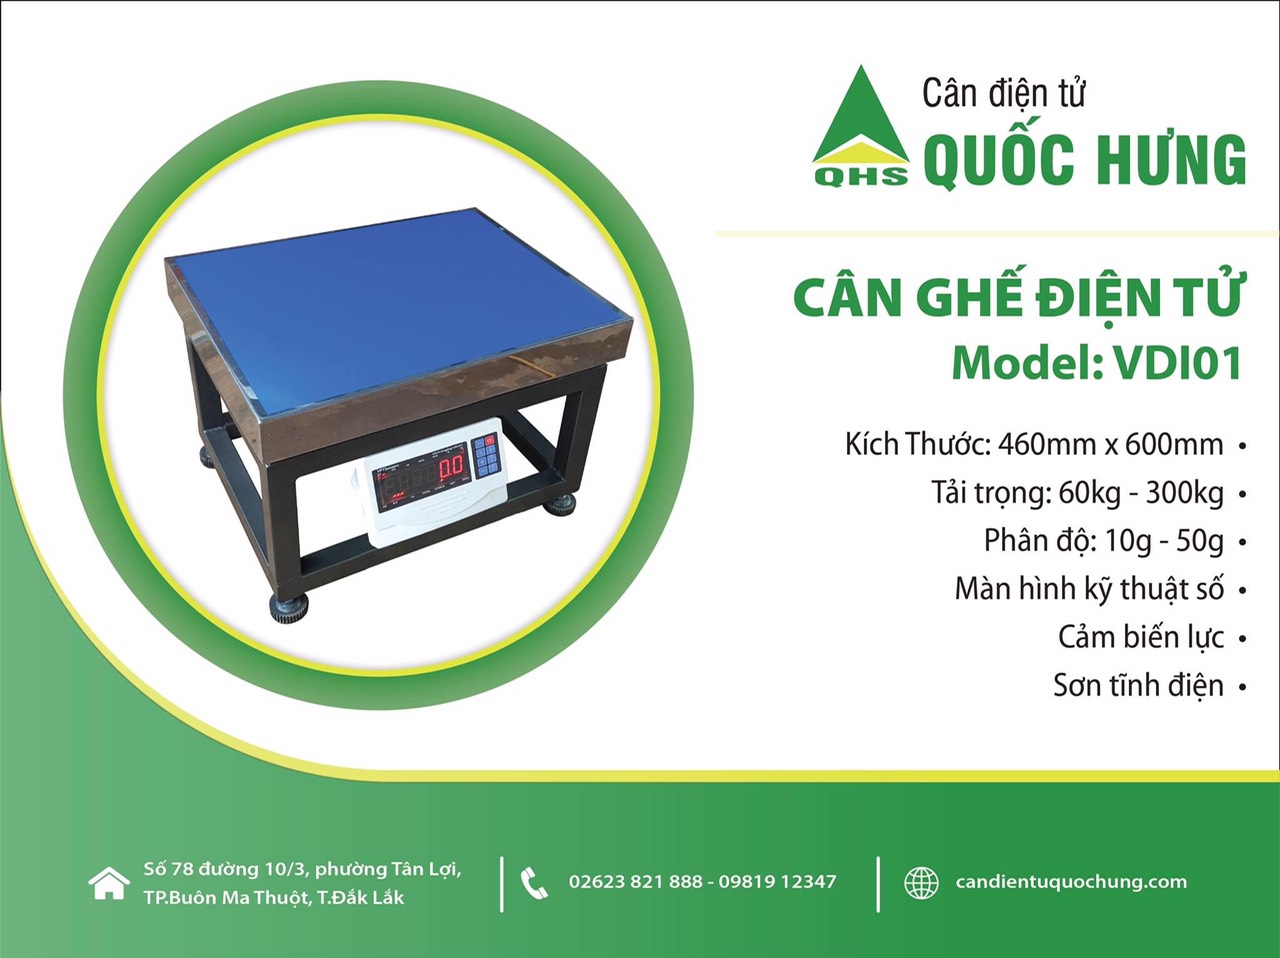 Cân điện tử
QHS
QUỐC HƯNG
CÂN GHẾ ĐIỆN TỬ
Model: VDI01
Kích Thước: 460mm x 600mm •
Tải trọng: 60kg - 300kg •
Phân độ: 10g - 50g •
Màn hình kỹ thuật số •
Cảm biến lực •
Sơn tĩnh điện •
0.0
Số 78 đường 10/3, phường Tân Lợi,
TP.Buôn Ma Thuột, T.Đắk Lắk
02623 821 888 - 09819 12347
candientuquochung.com